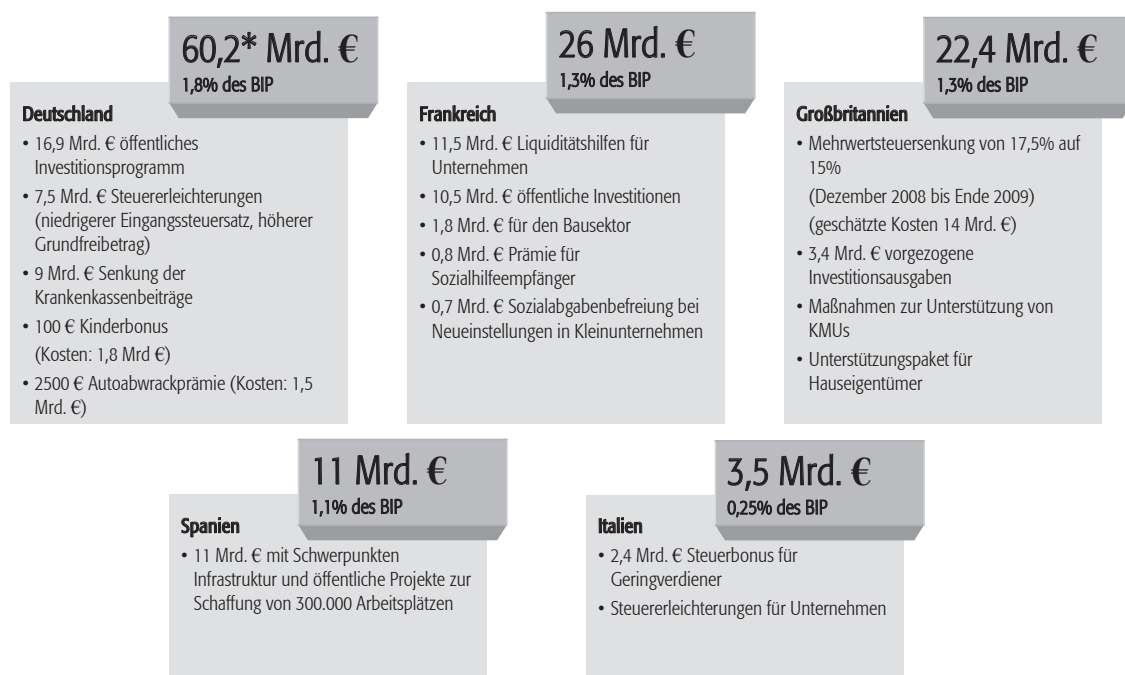 60,2* Mrd. €
1,8% des BIP
Deutschland
• 16,9 Mrd. € öffentliches
Investitionsprogramm
• 7,5 Mrd. € Steuererleichterungen
(niedrigerer Eingangssteuersatz, höherer
Grundfreibetrag)
• 9 Mrd. € Senkung der
Krankenkassenbeiträge
• 100 € Kinderbonus
(Kosten: 1,8 Mrd €)
• 2500 € Autoabwrackprämie (Kosten: 1,5
Mrd. €)
26 Mrd. €
1,3% des BIP
Frankreich
• 11,5 Mrd. € Liquiditätshilfen für
Unternehmen
• 10,5 Mrd. € öffentliche Investitionen
• 1,8 Mrd. € für den Bausektor
• 0,8 Mrd. € Prämie für
Sozialhilfeempfänger
• 0,7 Mrd. € Sozialabgabenbefreiung bei
Neueinstellungen in Kleinunternehmen
22,4 Mrd. €
1,3% des BIP
Großbritannien
• Mehrwertsteuersenkung von 17,5% auf
15%
(Dezember 2008 bis Ende 2009)
(geschätzte Kosten 14 Mrd. €)
• 3,4 Mrd. € vorgezogene
Investitionsausgaben
• Maßnahmen zur Unterstützung von
KMUs
• Unterstützungspaket für
Hauseigentümer
11 Mrd. €
1,1% des BIP
Spanien
• 11 Mrd. € mit Schwerpunkten
Infrastruktur und öffentliche Projekte zur
Schaffung von 300.000 Arbeitsplätzen
3,5 Mrd. €
0,25% des BIP
Italien
• 2,4 Mrd. € Steuerbonus für
Geringverdiener
• Steuererleichterungen für Unternehmen